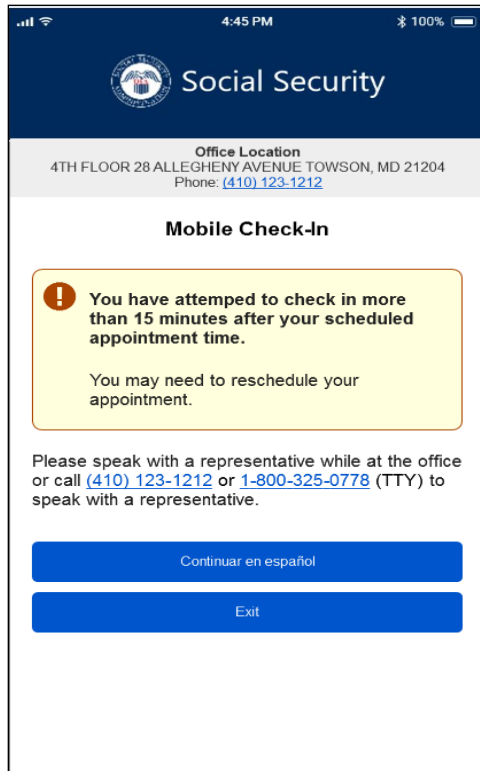 4:45 PM
100%
Social Security
Office Location
4TH FLOOR 28 ALLEGHENY AVENUE TOWSON, MD 21204
Phone: (410) 123-1212
Mobile Check-In
You have attemped to check in more
than 15 minutes after your scheduled
appointment time.
You may need to reschedule your
appointment.
Please speak with a representative while at the office
or call (410) 123-1212 or 1-800-325-0778 (TTY) to
speak with a representative.
Continuar en español
Exit